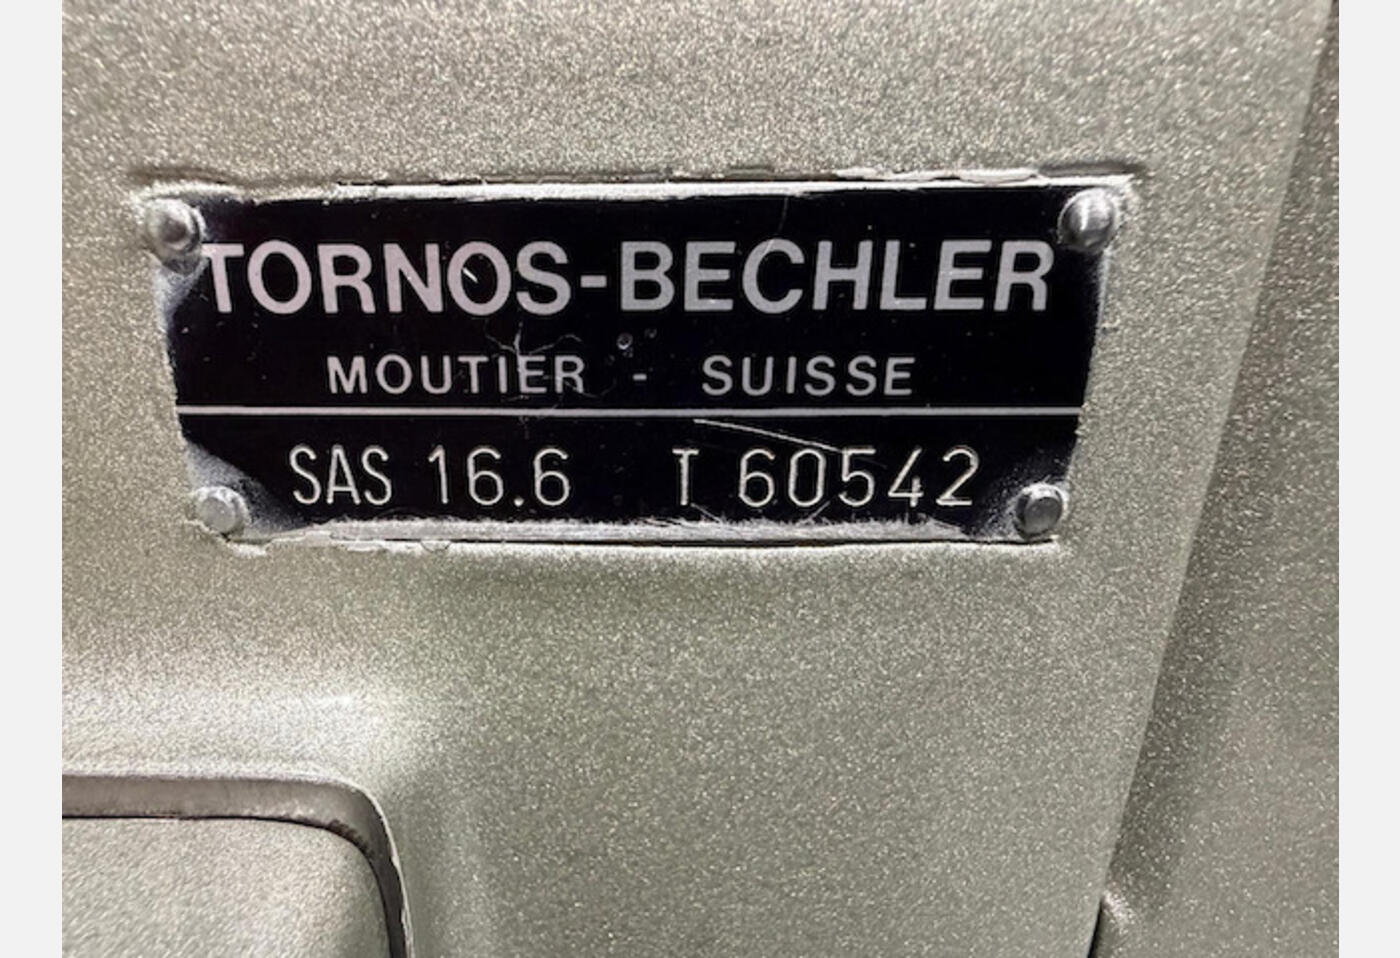 TORNOS-BECHLER
MOUTIER - SUISSE
SAS 16.6 T 60542